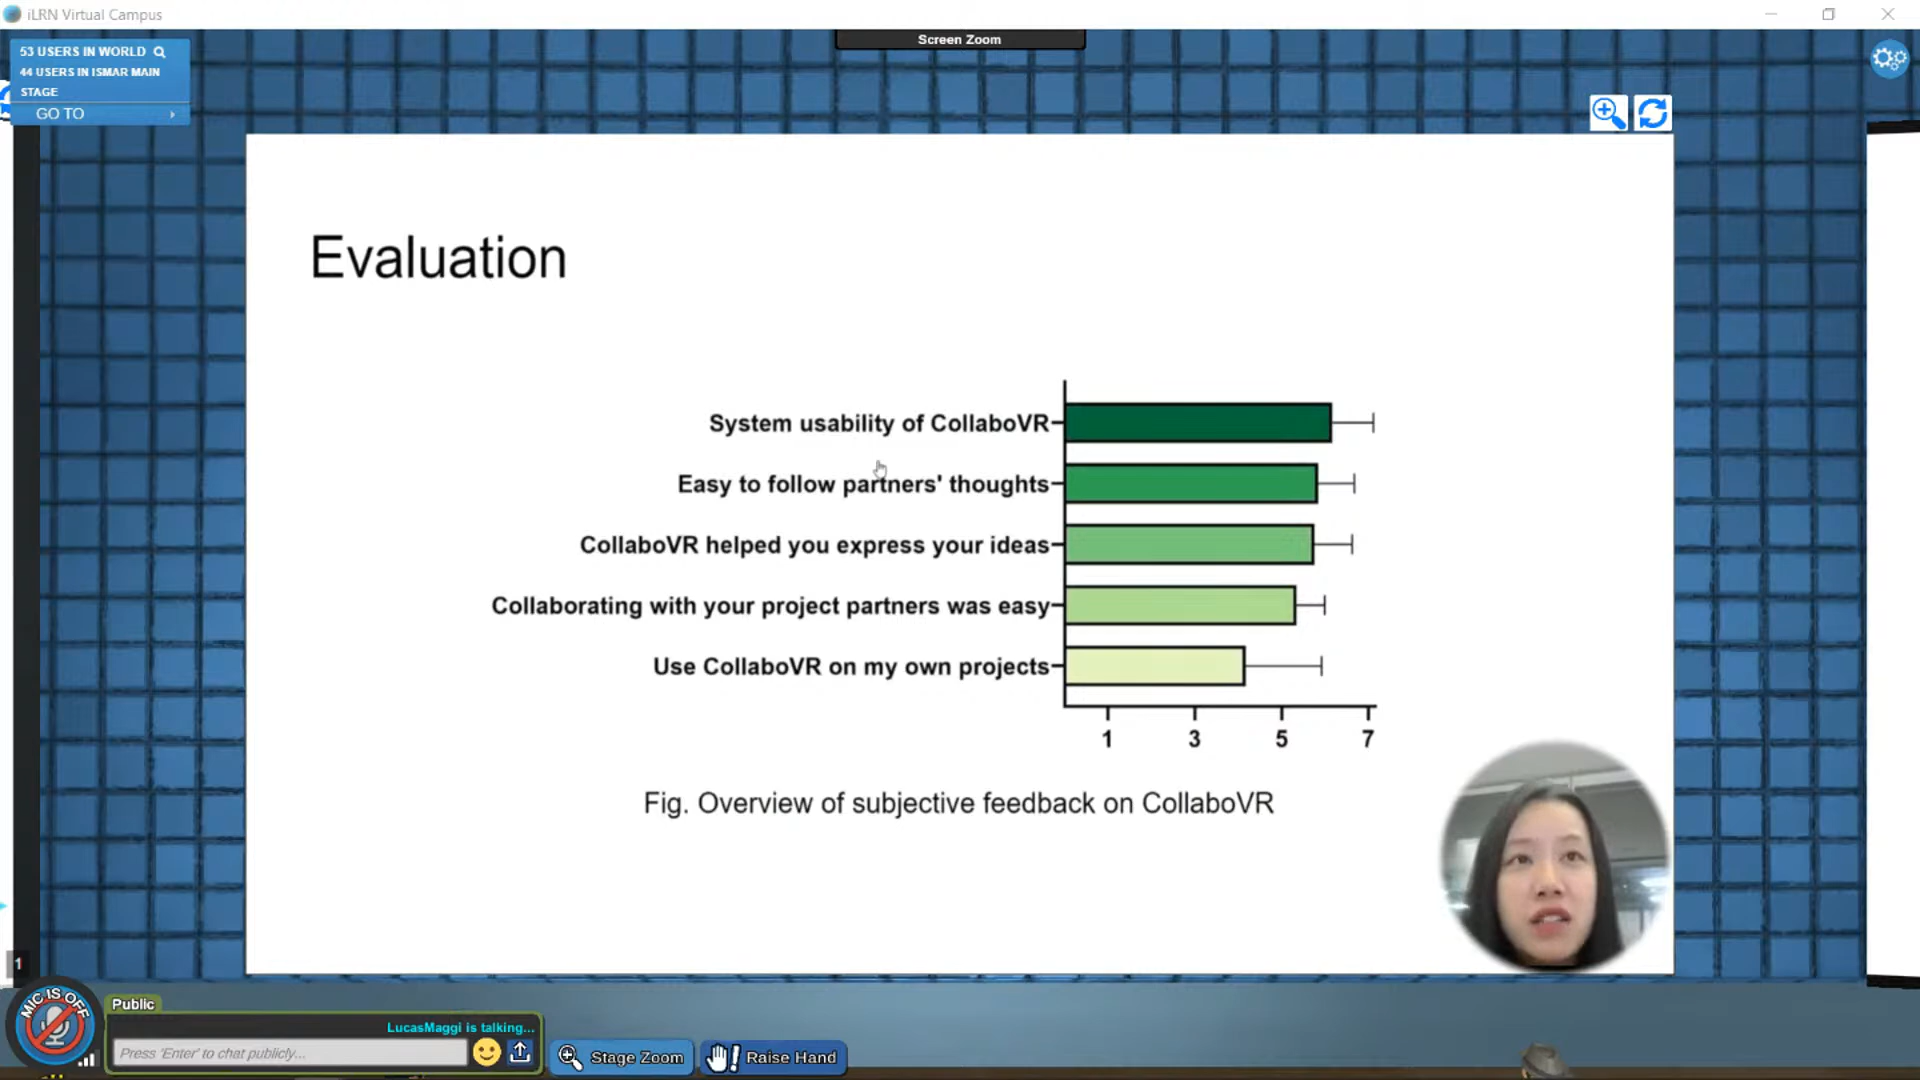 iLRN Virtual Campus
53 USERS IN WORLD
44 USERS IN ISMAR MAIN
STAGE
GO TO
Screen Zoom
Evaluation
System usability of CollaboVR
Easy to follow partners' thoughts
CollaboVR helped you express your ideas
Collaborating with your project partners was easy
Use CollaboVR on my own projects
1 3 5 7
Fig. Overview of subjective feedback on CollaboVR
1
MIC IS OFF
Public
LucasMaggi is talking...
Press 'Enter' to chat publicly...
Stage Zoom
Raise Hand